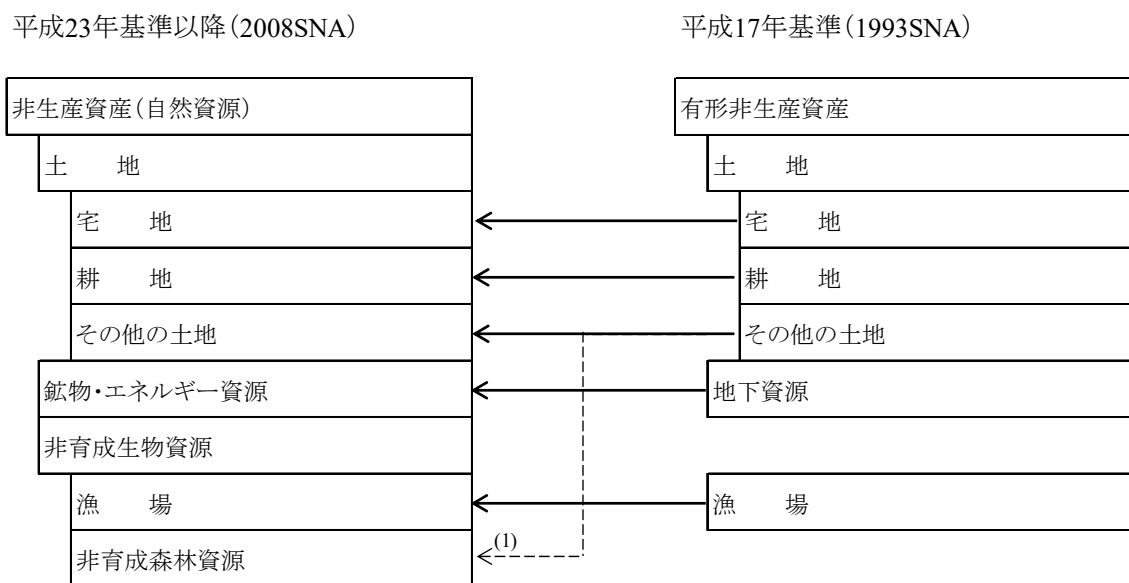 平成23年基準以降(2008SNA)
平成17年基準(1993SNA)
非生産資産(自然資源)
有形非生産資産
土　　地
土　　地
宅　　地
宅　　地
耕　　地
耕　　地
その他の土地
その他の土地
鉱物・エネルギー資源
地下資源
非育成生物資源
漁　　場
漁　　場
(1)
非育成森林資源